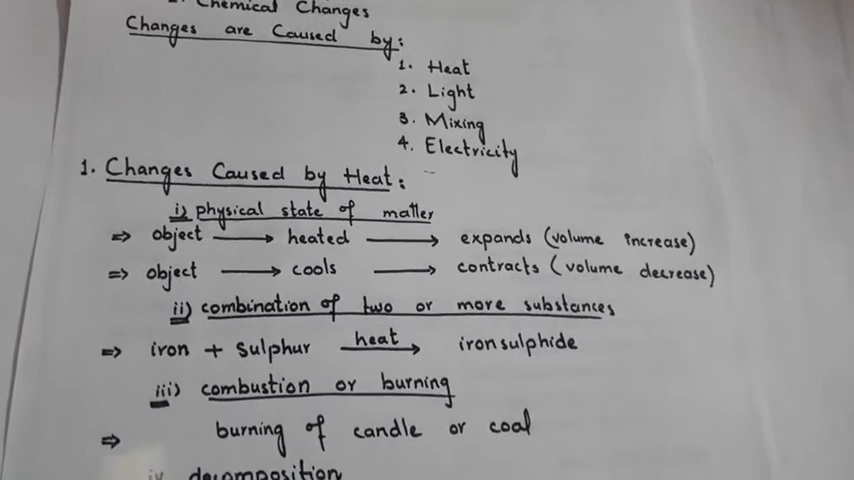 Chemical Changes
Changes are Caused by:
1. Heat
2. Light
3. Mixing
4. Electricity
1. Changes Caused by Heat:
i) physical state of matter
⇒ object → heated → expands (volume increase)
⇒ object → cools → contracts (volume decrease)
ii) combination of two or more substances
⇒ iron + Sulphur heat → iron sulphide
iii) combustion or burning
⇒ burning of candle or coal
iv decomposition